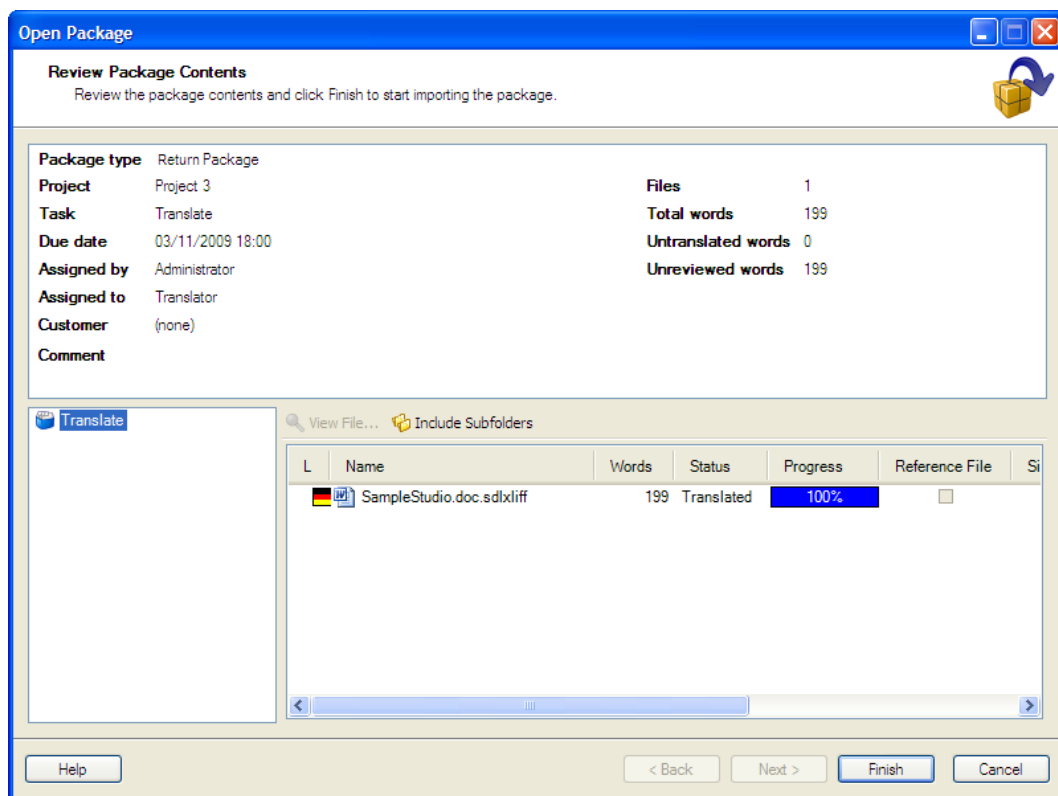 Open Package
Review Package Contents
Review the package contents and click Finish to start importing the package.
Package type Return Package
Project Project 3
Files 1
Task Translate
Total words 199
Due date 03/11/2009 18:00
Untranslated words 0
Assigned by Administrator
Unreviewed words 199
Assigned to Translator
Customer (none)
Comment
Translate
View File... Include Subfolders
L Name Words Status Progress Reference File Si
SampleStudio.doc.sdlxliff 199 Translated 100%
Help < Back Next > Finish Cancel